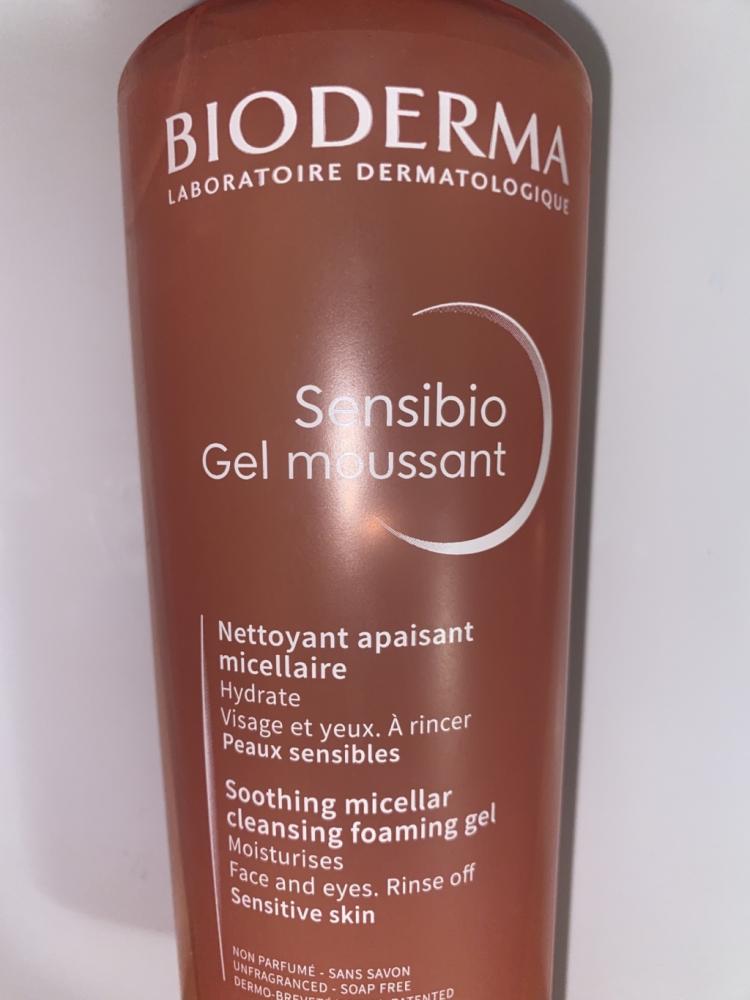 BIODERMA
LABORATOIRE DERMATOLOGIQUE
Sensibio
Gel moussant
Nettoyant apaisant
micellaire
Hydrate
Visage et yeux. À rincer
Peaux sensibles
Soothing micellar
cleansing foaming gel
Moisturises
Face and eyes. Rinse off
Sensitive skin
NON PARFUMÉ - SANS SAVON
UNFRAGRANCED - SOAP FREE